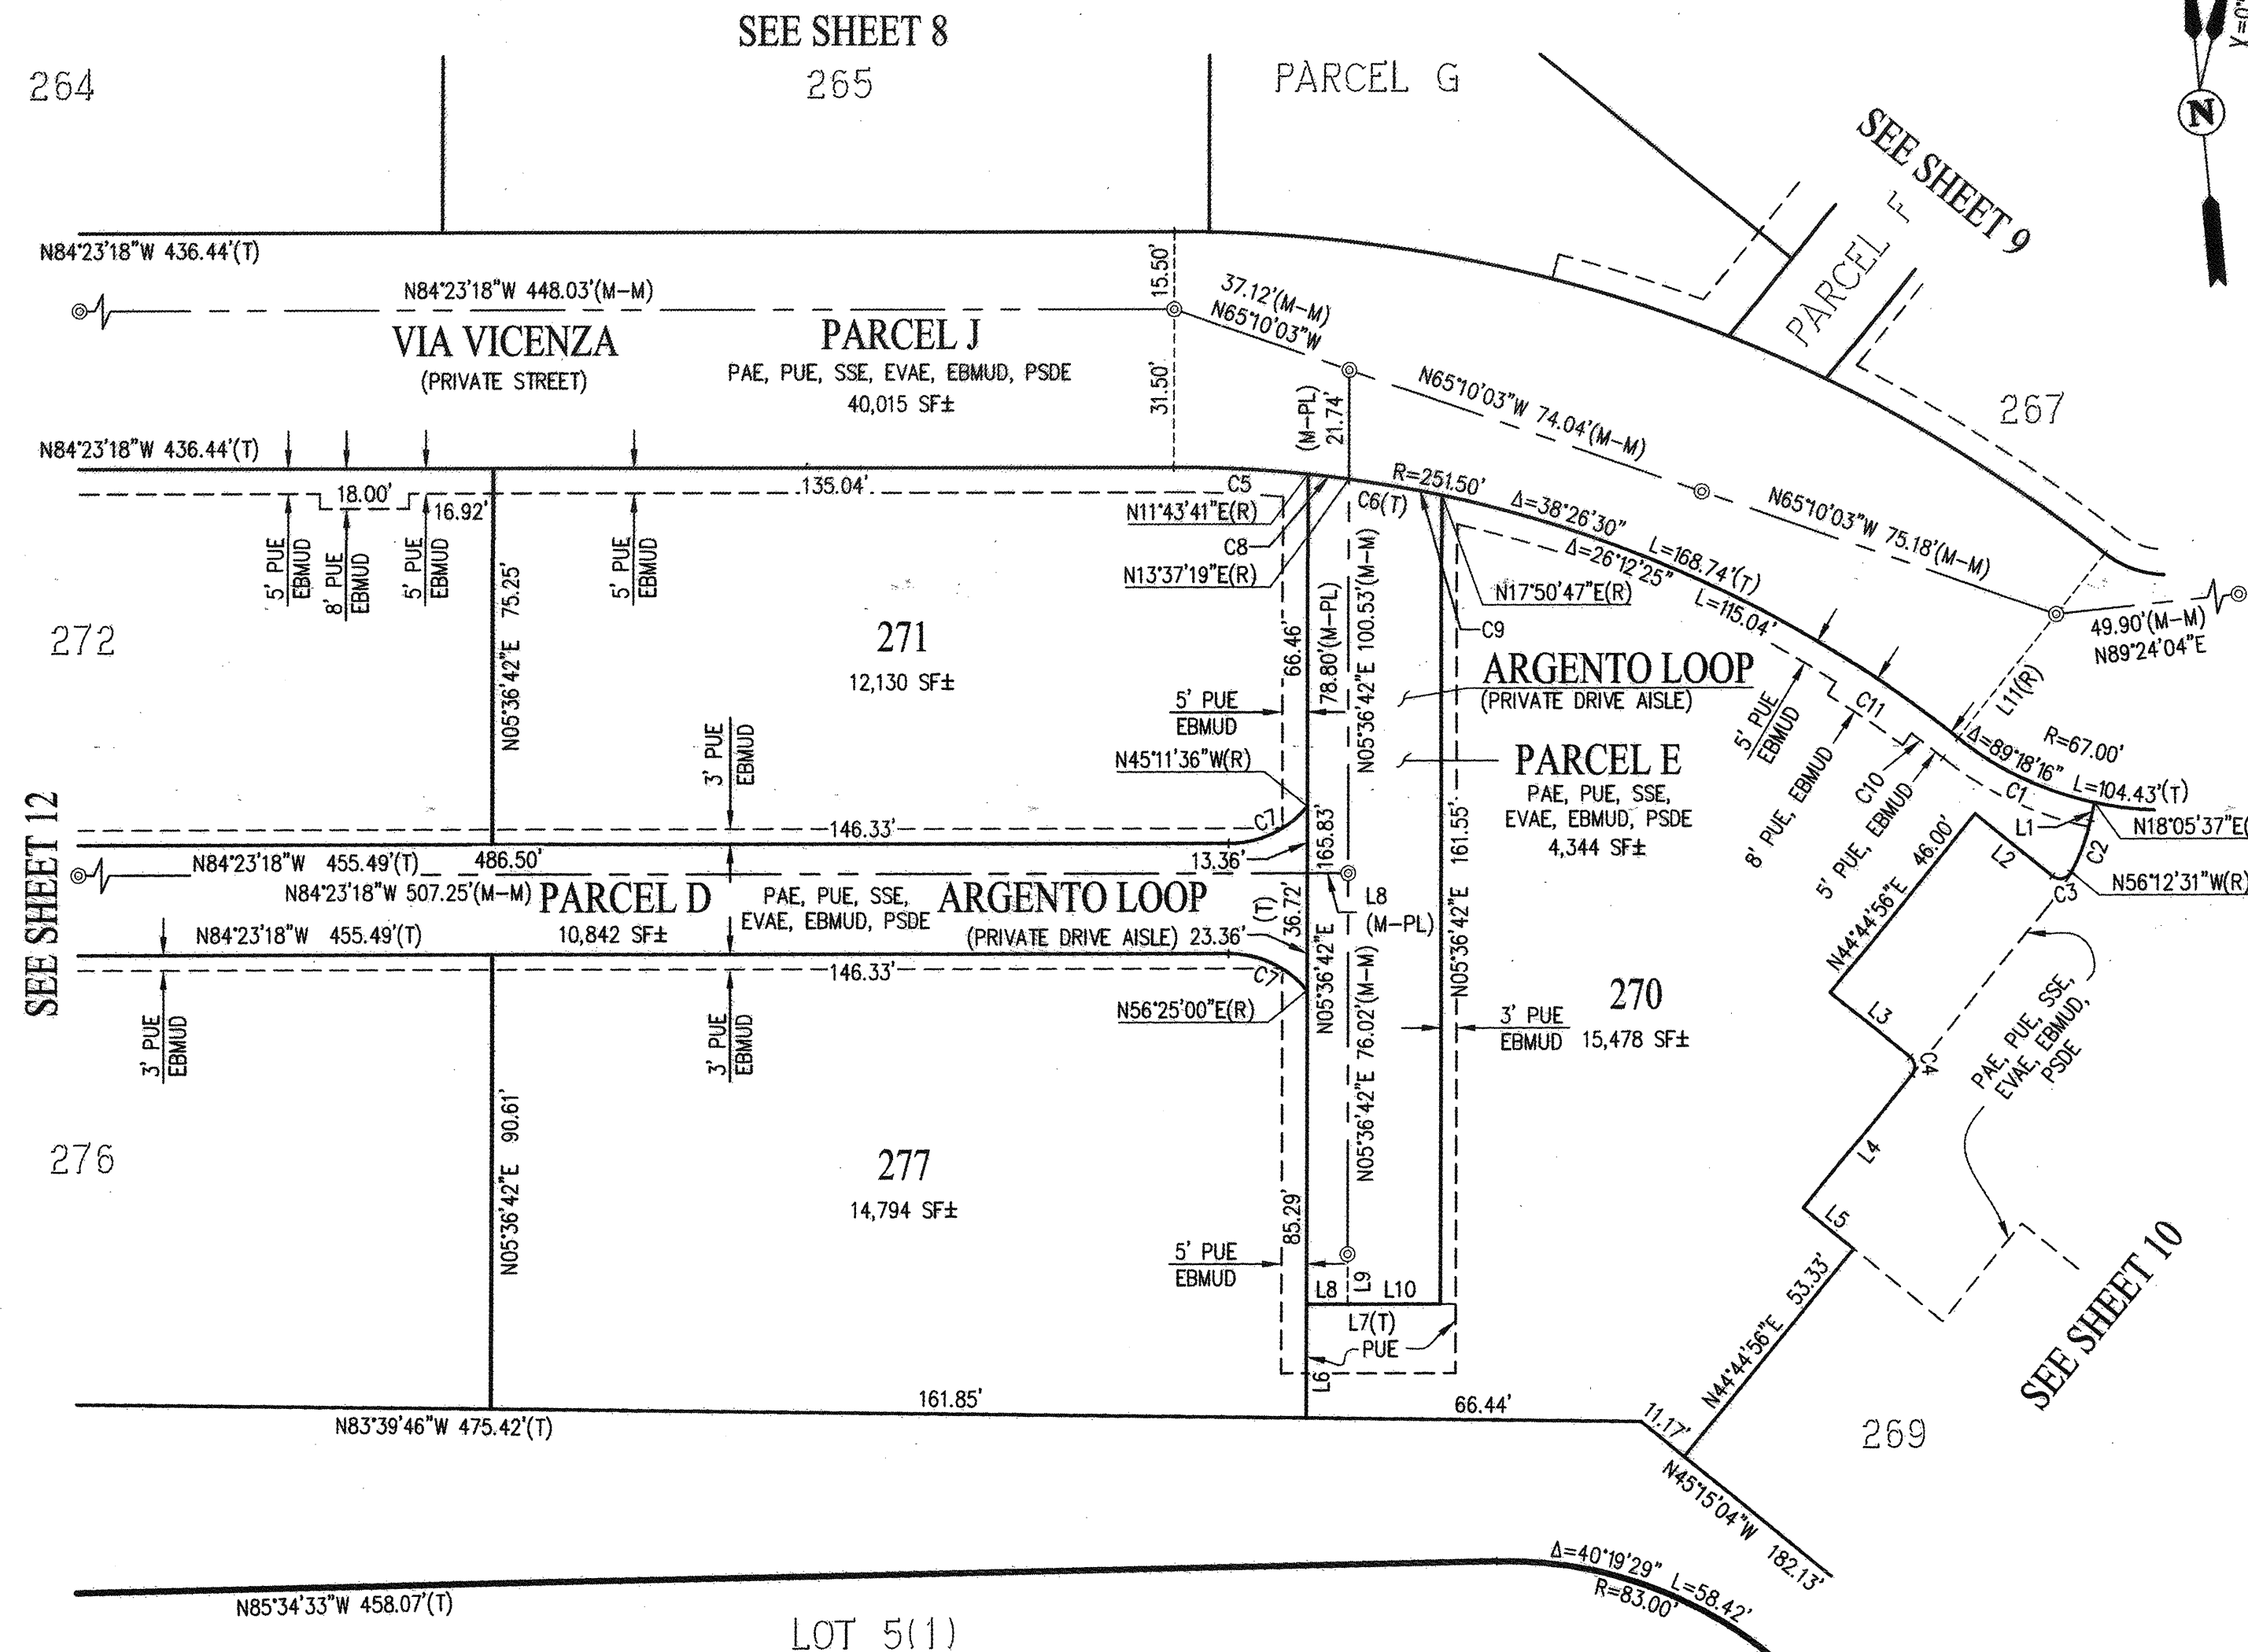 SEE SHEET 8
264
265
PARCEL G
N
SEE SHEET 9
PARCEL F
267
N84°23'18"W 436.44'(T)
N84°23'18"W 448.03'(M-M)
15.50'
37.12'(M-M)
N65°10'03"W
VIA VICENZA
(PRIVATE STREET)
PARCEL J
PAE, PUE, SSE, EVAE, EBMUD, PSDE
40,015 SF±
31.50'
(M-PL)
21.74'
N65°10'03"W 74.04'(M-M)
N65°10'03"W 75.18'(M-M)
49.90'(M-M)
N89°24'04"E
N84°23'18"W 436.44'(T)
18.00'
16.92'
135.04'
C5
N11°43'41"E(R)
C8
N13°37'19"E(R)
C6(T)
R=251.50'
Δ=38°26'30"
L=168.74'(T)
Δ=26°12'25"
L=115.04'
N17°50'47"E(R)
C9
5' PUE
EBMUD
8' PUE
EBMUD
5' PUE
EBMUD
5' PUE
EBMUD
272
N05°36'42"E 75.25'
271
12,130 SF±
66.46'
78.80'(M-PL)
N05°36'42"E 100.53'(M-M)
ARGENTO LOOP
(PRIVATE DRIVE AISLE)
5' PUE
EBMUD
N45°11'36"W(R)
3' PUE
EBMUD
PARCEL E
PAE, PUE, SSE,
EVAE, EBMUD, PSDE
4,344 SF±
5' PUE
EBMUD
C11
L11(R)
8' PUE, EBMUD
C10
5' PUE, EBMUD
Δ=89°18'16"
R=67.00'
L=104.43'(T)
C1
L1
N18°05'37"E(
C2
L2
46.00'
C3
N56°12'31"W(R)
SEE SHEET 12
146.33'
C7
13.36'
165.83'
161.55'
N84°23'18"W 455.49'(T)
486.50'
N84°23'18"W 507.25'(M-M)
PARCEL D
10,842 SF±
PAE, PUE, SSE,
EVAE, EBMUD, PSDE
ARGENTO LOOP
(PRIVATE DRIVE AISLE)
23.36'
(T)
36.72'
L8
(M-PL)
N84°23'18"W 455.49'(T)
146.33'
C7
N56°25'00"E(R)
N05°36'42"E
N05°36'42"E 76.02'(M-M)
N05°36'42"E
N44°44'56"E
L3
C4
PAE, PUE, SSE,
EVAE, EBMUD,
PSDE
3' PUE
EBMUD
3' PUE
EBMUD
3' PUE
EBMUD
270
15,478 SF±
276
N05°36'42"E 90.61'
277
14,794 SF±
85.29'
5' PUE
EBMUD
L8
L9
L10
L7(T)
PUE
L6
L4
L5
N44°44'56"E 53.33'
SEE SHEET 10
269
161.85'
66.44'
11.17'
N83°39'46"W 475.42'(T)
N45°15'04"W 182.13'
N85°34'33"W 458.07'(T)
Δ=40°19'29" L=58.42'
R=83.00'
LOT 5(1)